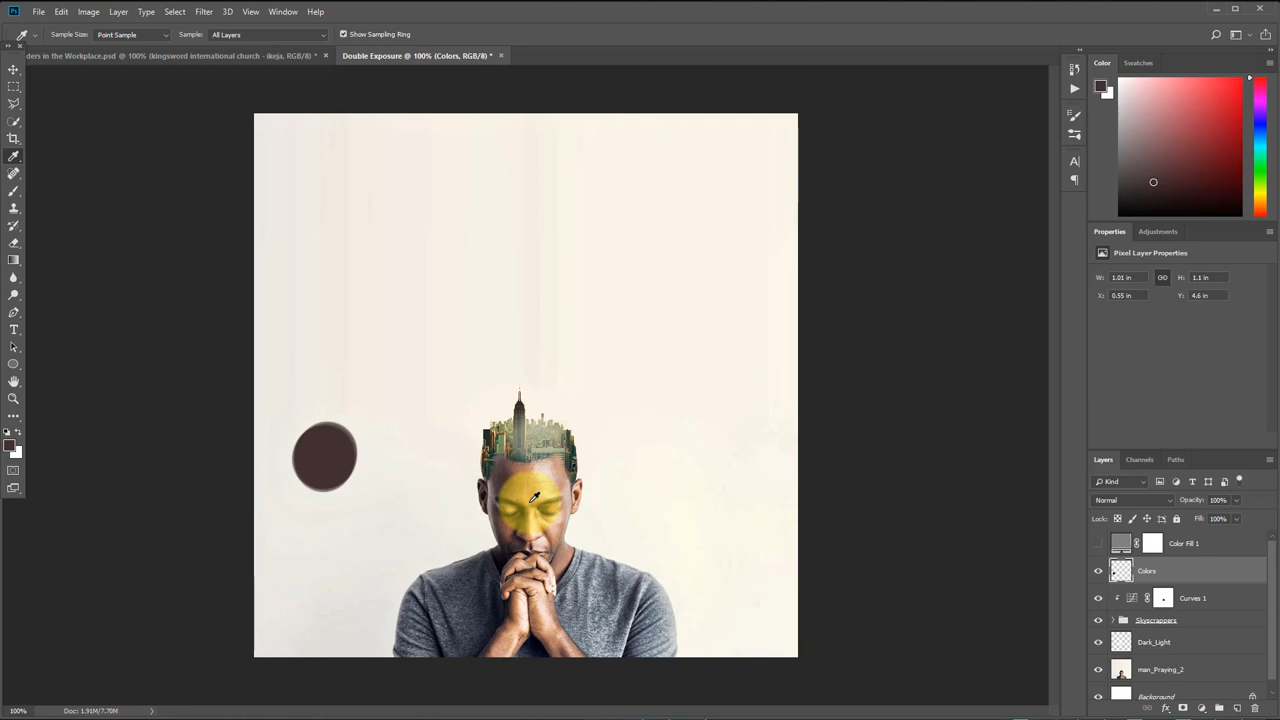 Ps File Edit Image Layer Type Select Filter 3D View Window Help
Sample Size: Point Sample Sample: All Layers Show Sampling Ring
ders in the Workplace.psd @ 100% (kingsword international church - ikeja, RGB/8) * × Double Exposure @ 100% (Colors, RGB/8) * ×
Color Swatches
Properties Adjustments
Pixel Layer Properties
W: 1.01 in H: 1.1 in
X: 0.55 in Y: 4.6 in
Layers Channels Paths
Kind
Normal Opacity: 100%
Lock: Fill: 100%
Color Fill 1
Colors
Curves 1
Skyscrappers
Dark_Light
man_Praying_2
Background
100% Doc: 1.91M/7.70M